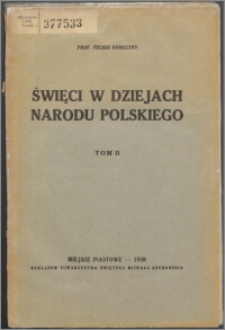 377533
PROF. FELIKS KONECZNY
ŚWIĘCI W DZIEJACH
NARODU POLSKIEGO
TOM II
MIEJSCE PIASTOWE — 1938
NAKŁADEM TOWARZYSTWA ŚWIĘTEGO MICHAŁA ARCHANIOŁA